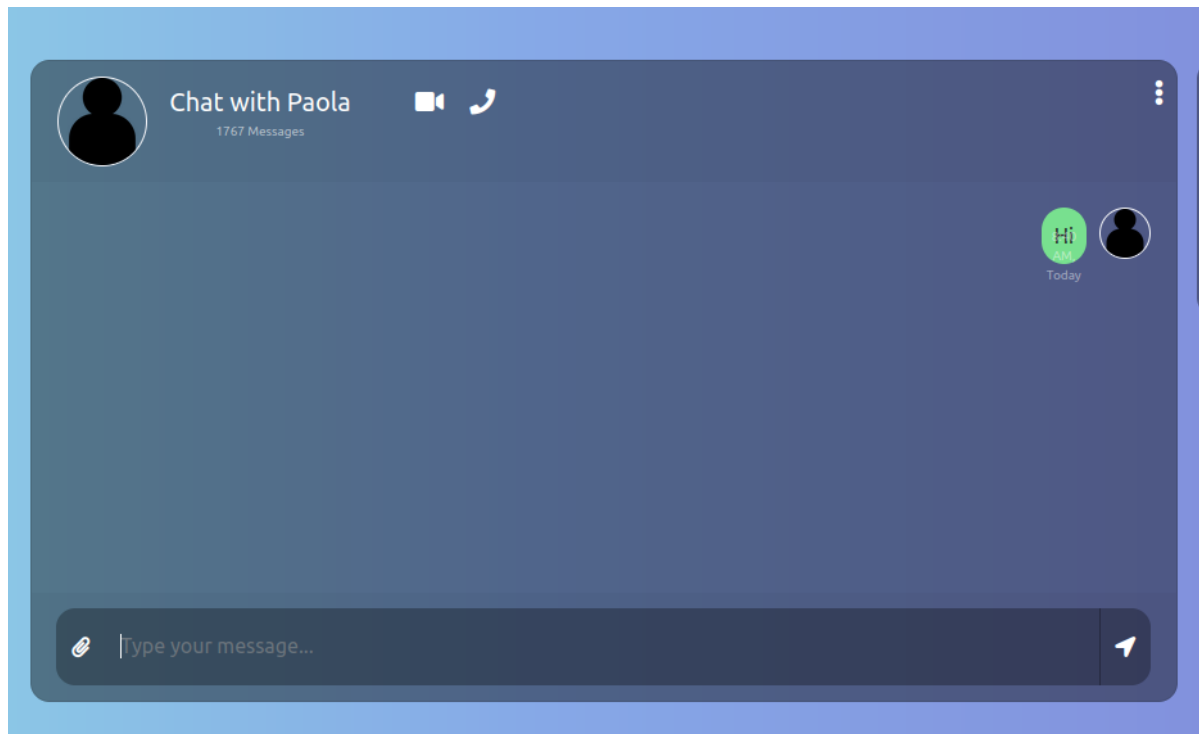 Chat with Paola
1767 Messages
Hi
AM,
Today
Type your message...